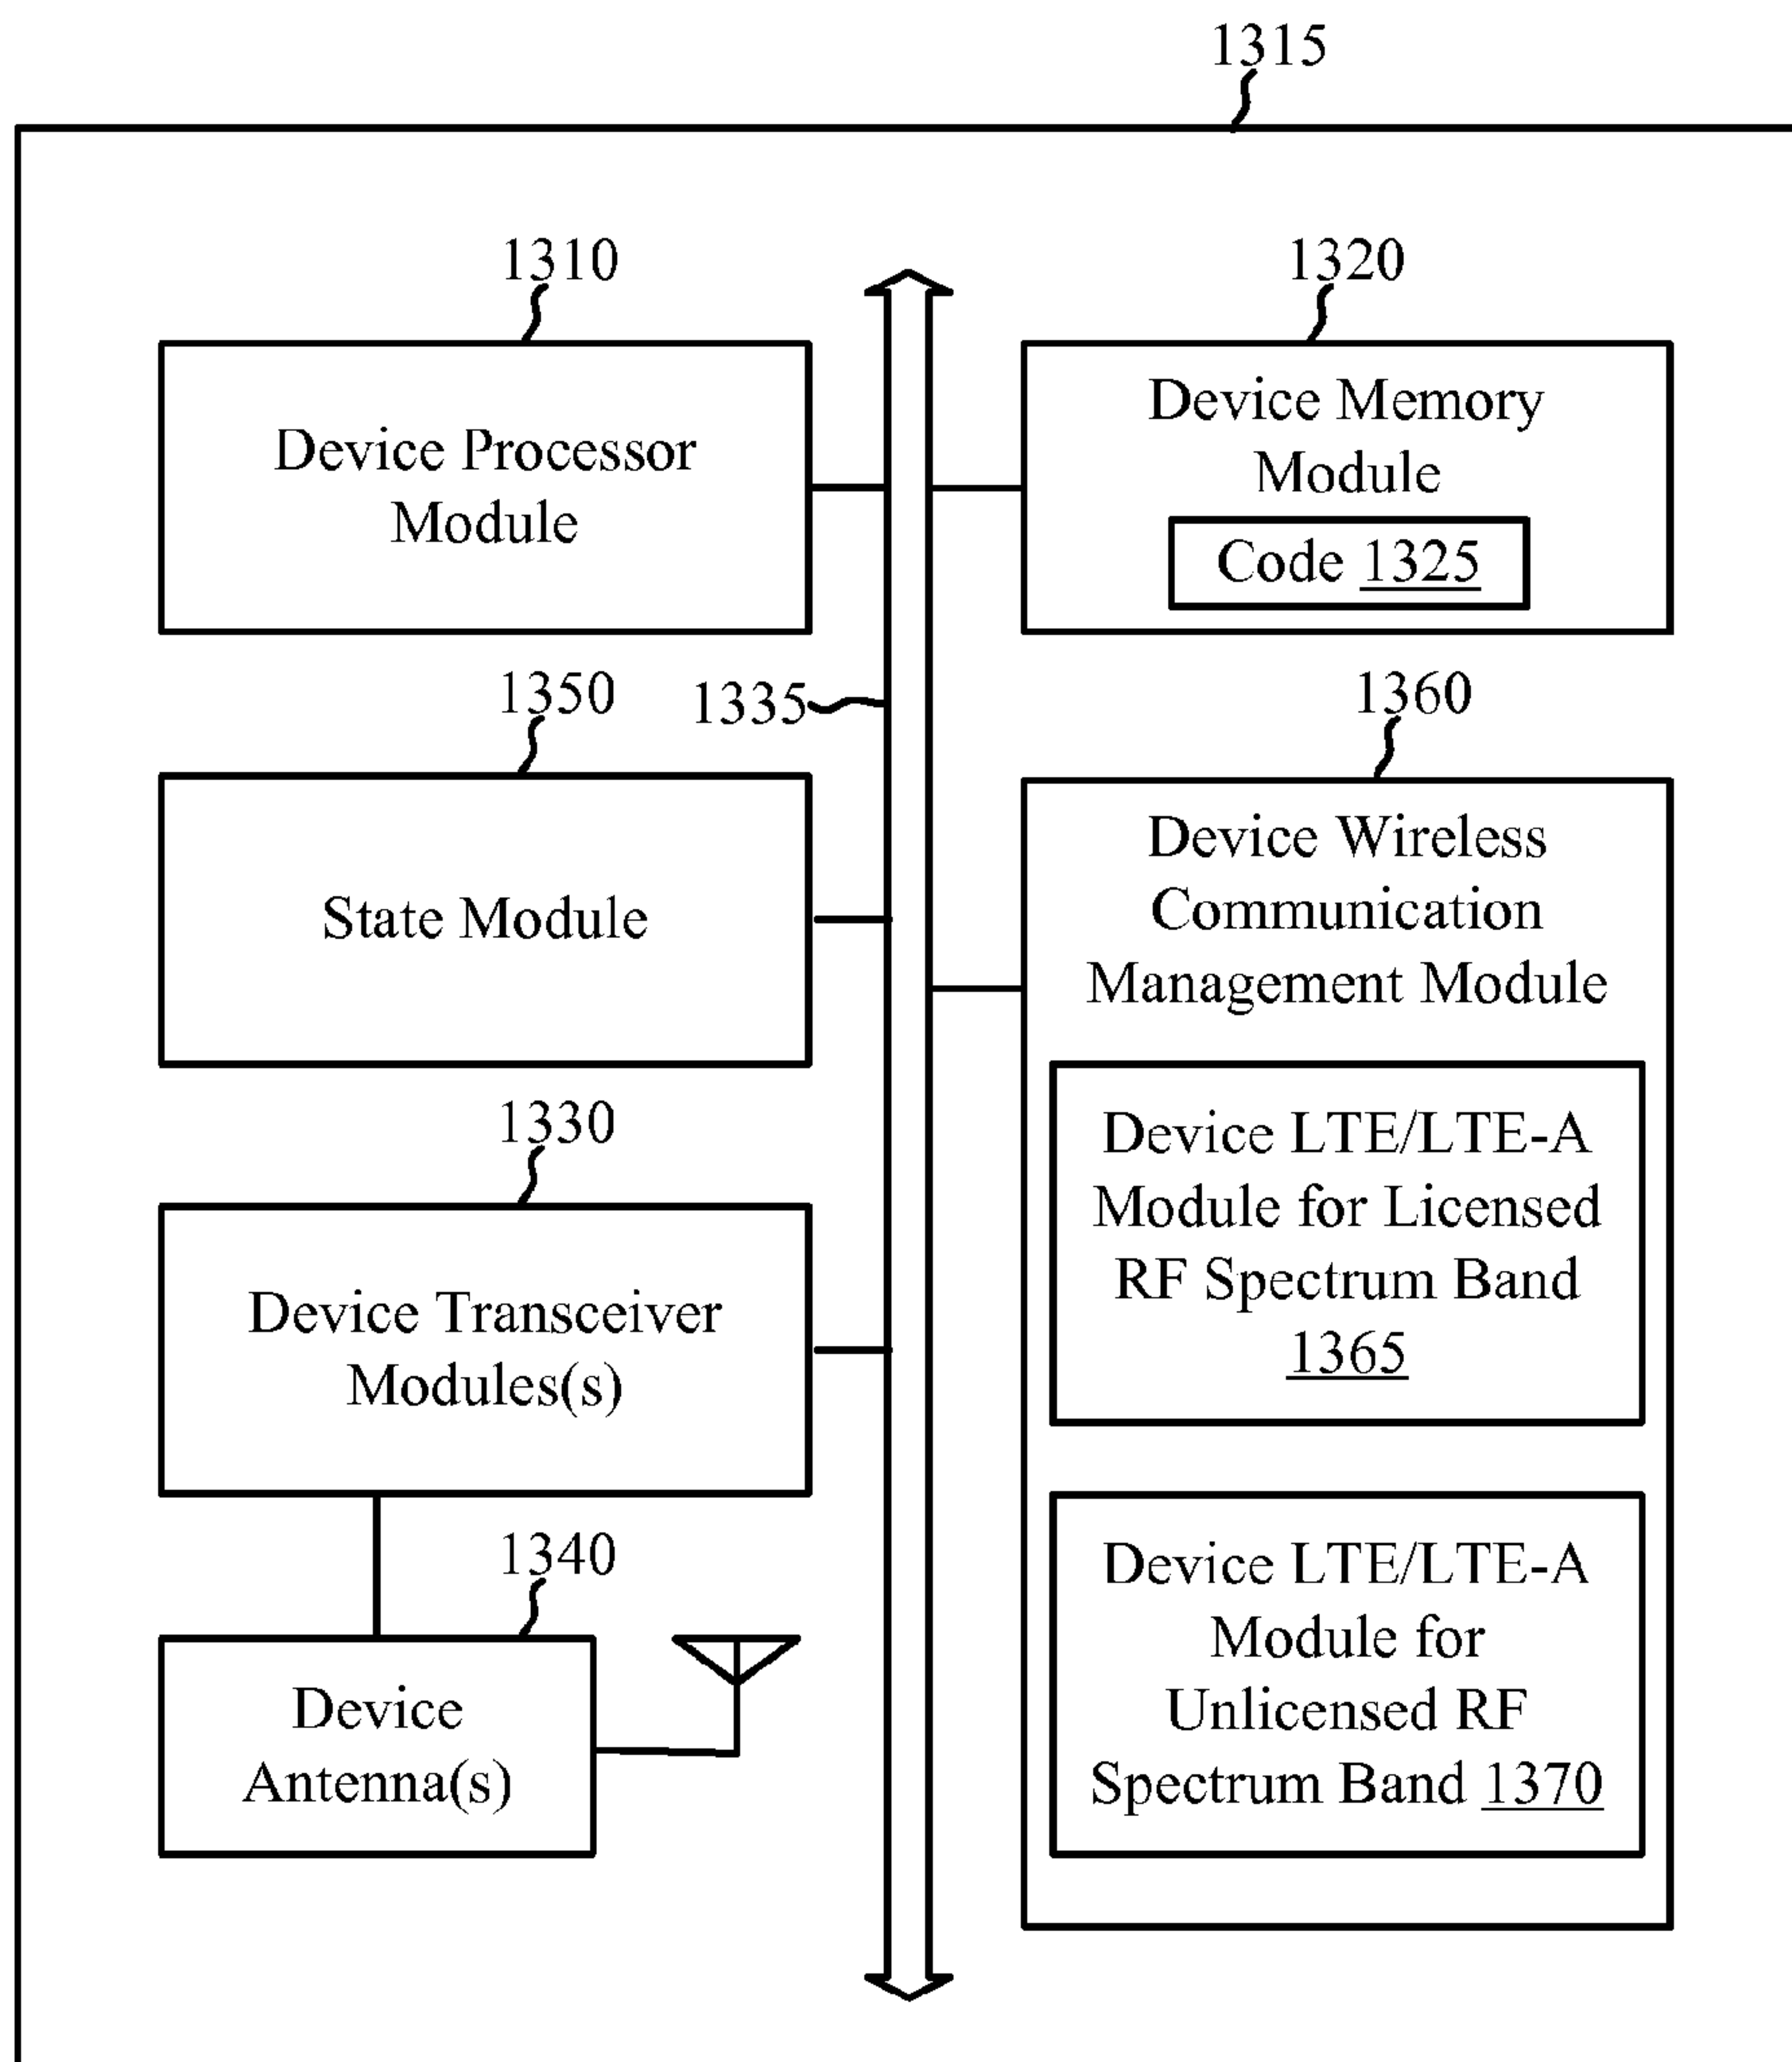 1315
1310
Device Processor
Module
1320
Device Memory
Module
Code 1325
1350
State Module
1335
1360
Device Wireless
Communication
Management Module
Device LTE/LTE-A
Module for Licensed
RF Spectrum Band
1365
Device LTE/LTE-A
Module for
Unlicensed RF
Spectrum Band 1370
1330
Device Transceiver
Modules(s)
1340
Device
Antenna(s)